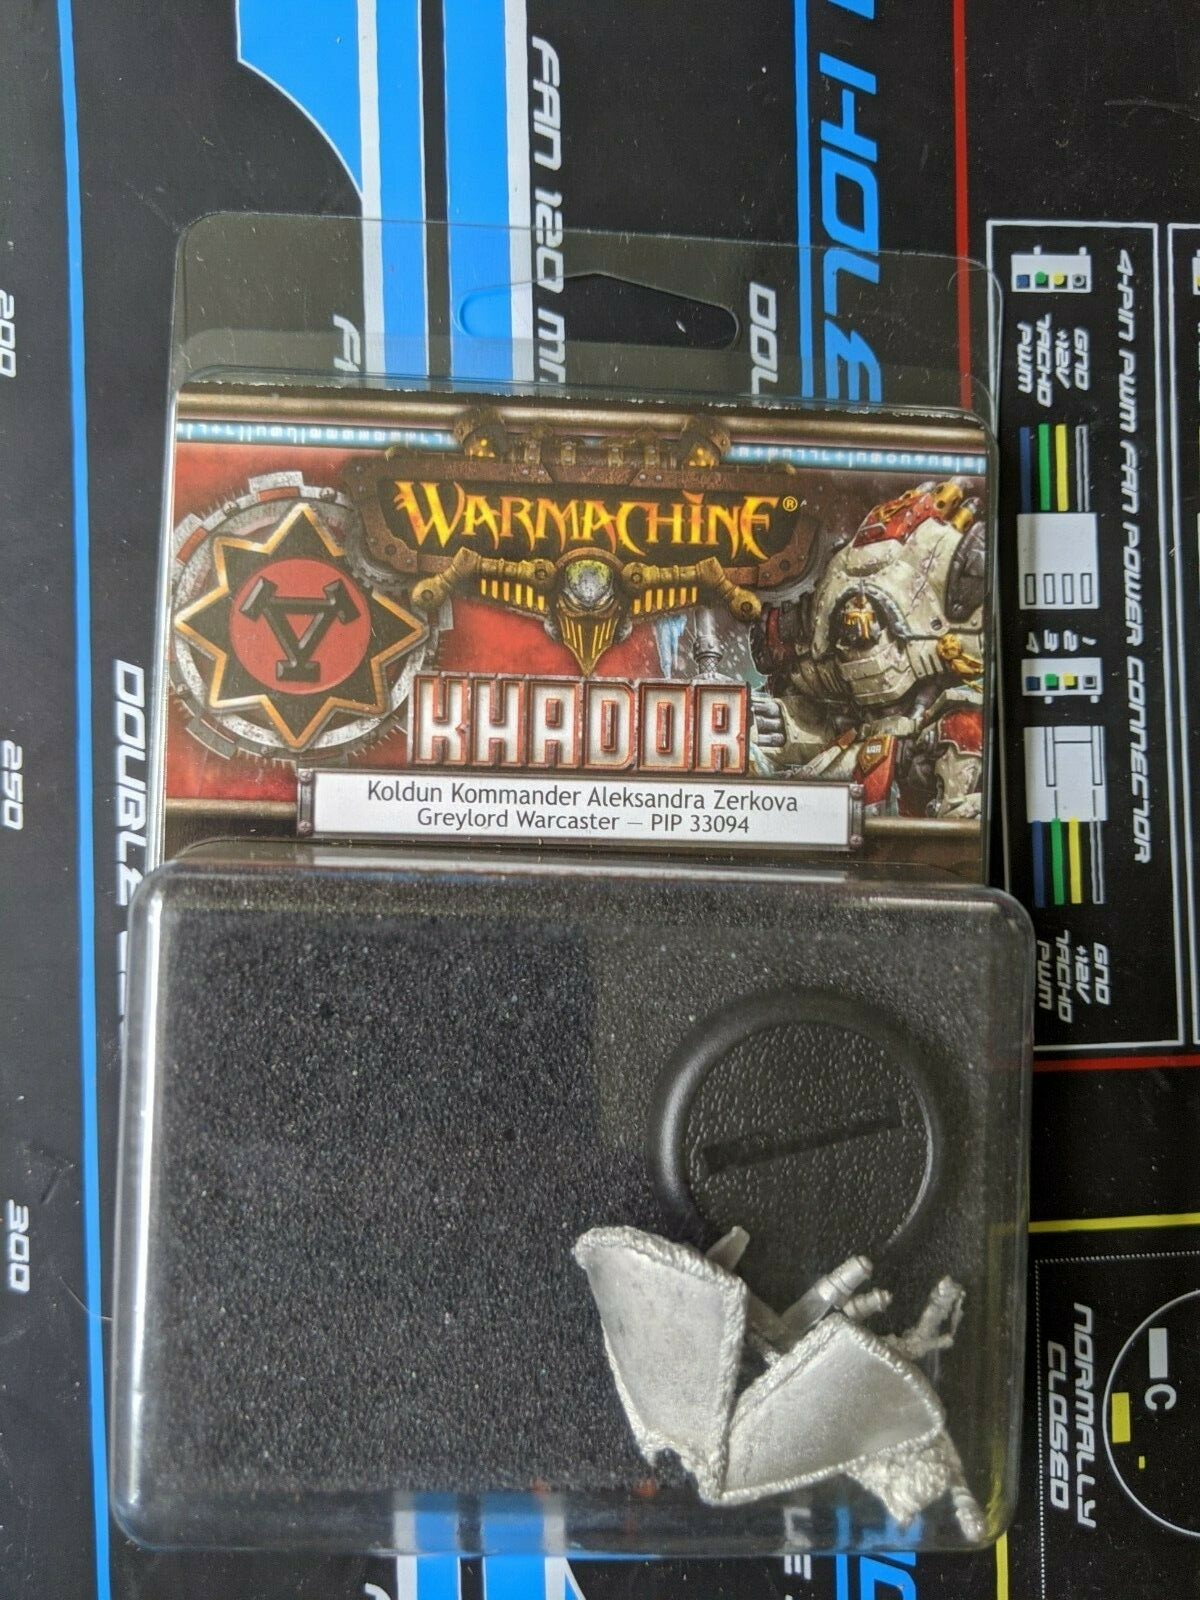 WARMACHINE®
KHADOR
Koldun Kommander Aleksandra Zerkova
Greylord Warcaster — PIP 33094
FAN 120 MM
200
250
300
DOUBLE
4-PIN PWM FAN POWER CONNECTOR
GND
+12V
TACHO
PWM
1
2
3
4
GND
+12V
TACHO
PWM
NORMALLY
CLOSED
C